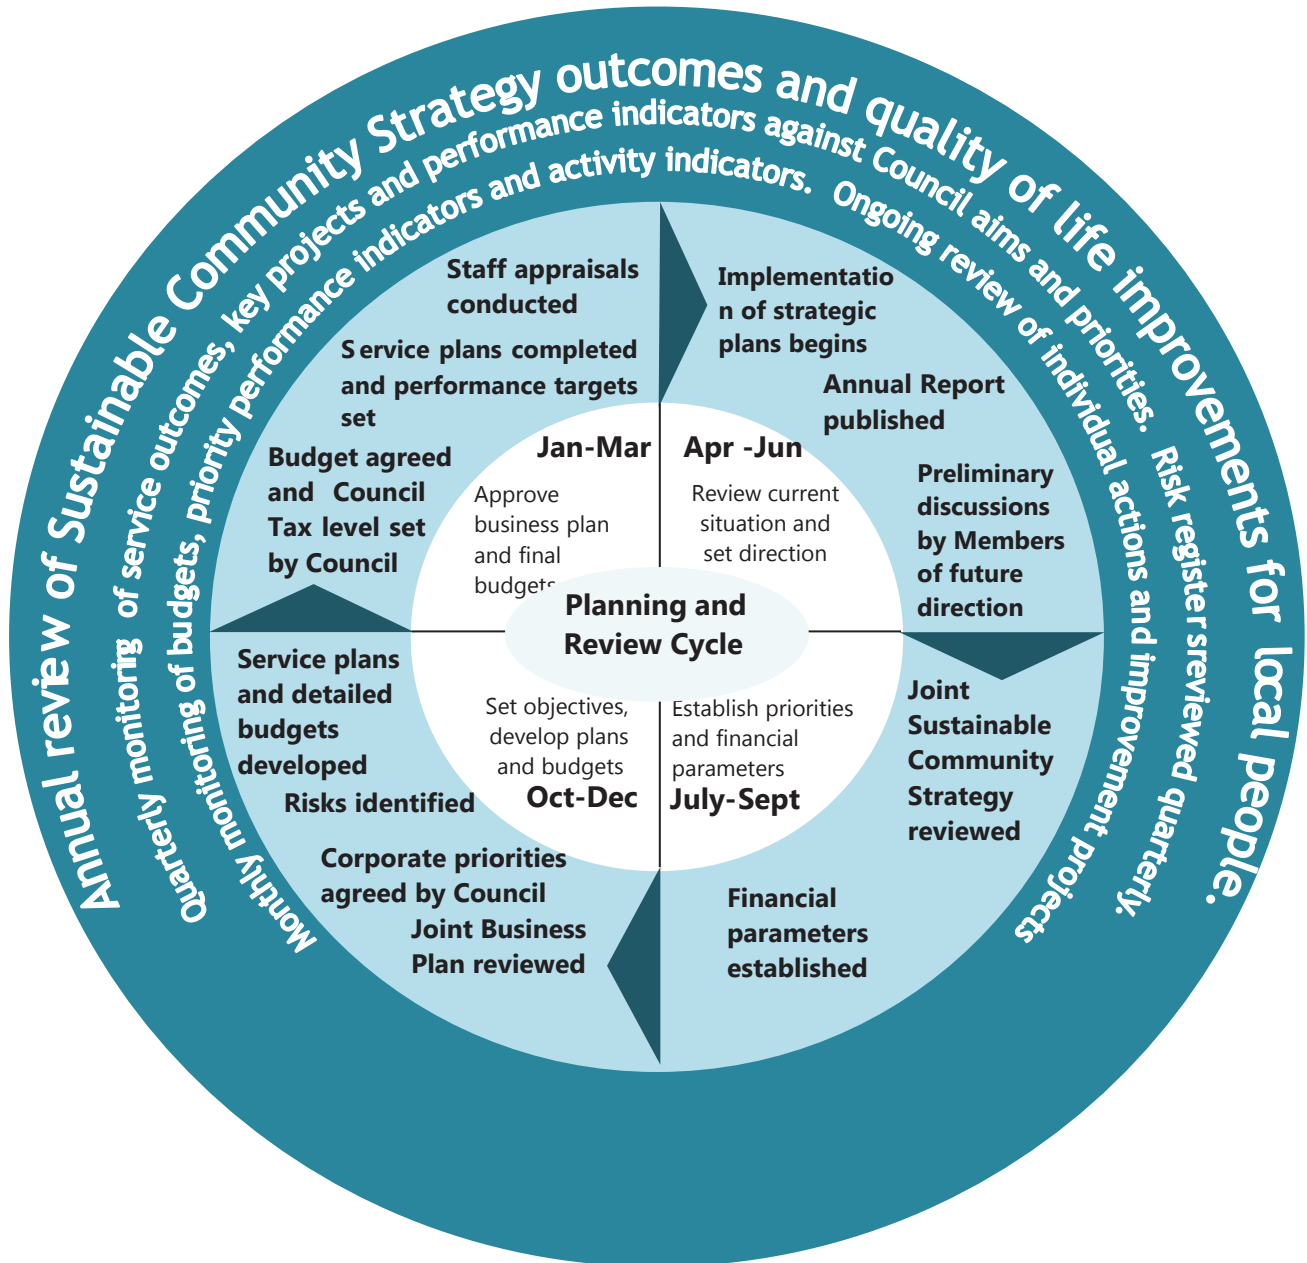 Annual review of Sustainable Community Strategy outcomes and quality of life improvements for local people.
Quarterly monitoring of service outcomes, key projects and performance indicators against Council aims and priorities. Risk registers reviewed quarterly.
Monthly monitoring of budgets, priority performance indicators and activity indicators. Ongoing review of individual actions and improvement projects
Staff appraisals
conducted
Service plans completed
and performance targets
set
Budget agreed
and Council
Tax level set
by Council
Implementatio
n of strategic
plans begins
Annual Report
published
Preliminary
discussions
by Members
of future
direction
Jan-Mar
Approve
business plan
and final
budgets
Apr -Jun
Review current
situation and
set direction
Planning and
Review Cycle
Set objectives,
develop plans
and budgets
Oct-Dec
Establish priorities
and financial
parameters
July-Sept
Service plans
and detailed
budgets
developed
Risks identified
Corporate priorities
agreed by Council
Joint Business
Plan reviewed
Joint
Sustainable
Community
Strategy
reviewed
Financial
parameters
established